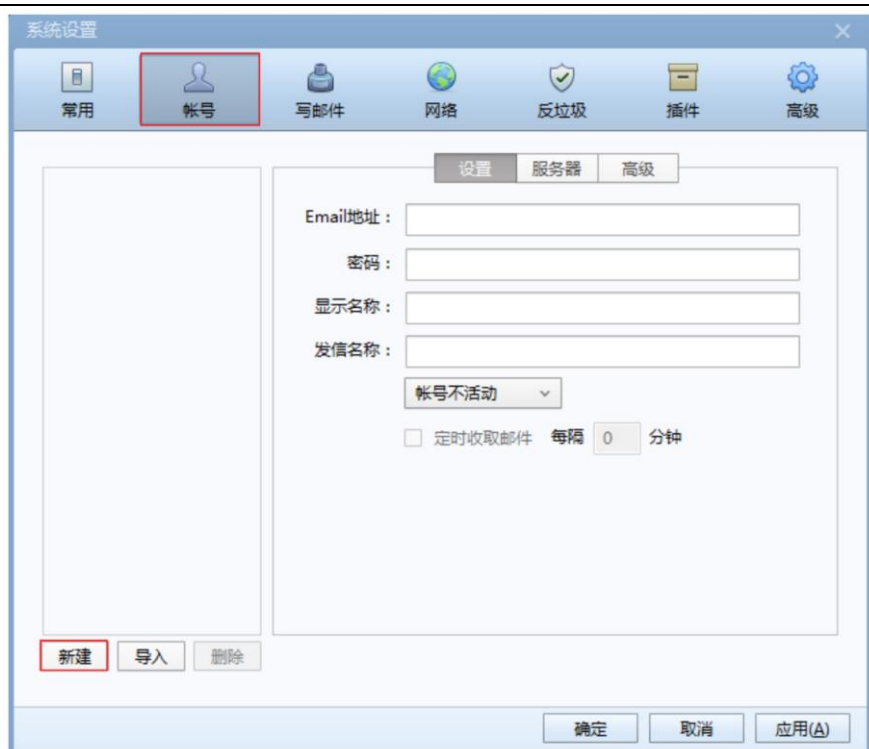 系统设置
常用 帐号 写邮件 网络 反垃圾 插件 高级
设置 服务器 高级
Email地址：
密码：
显示名称：
发信名称：
帐号不活动
定时收取邮件 每隔 0 分钟
新建 导入 删除
确定 取消 应用(A)